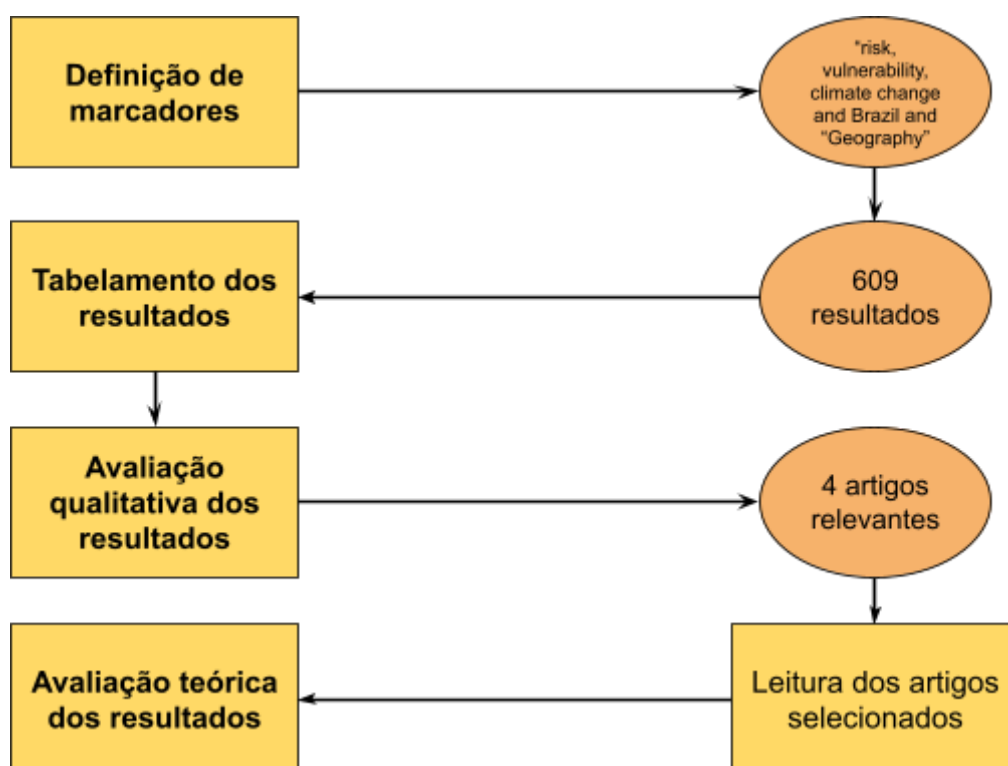 Definição de
marcadores
"risk,
vulnerability,
climate change
and Brazil and
“Geography”
609
resultados
Tabelamento dos
resultados
Avaliação
qualitativa dos
resultados
4 artigos
relevantes
Leitura dos artigos
selecionados
Avaliação teórica
dos resultados